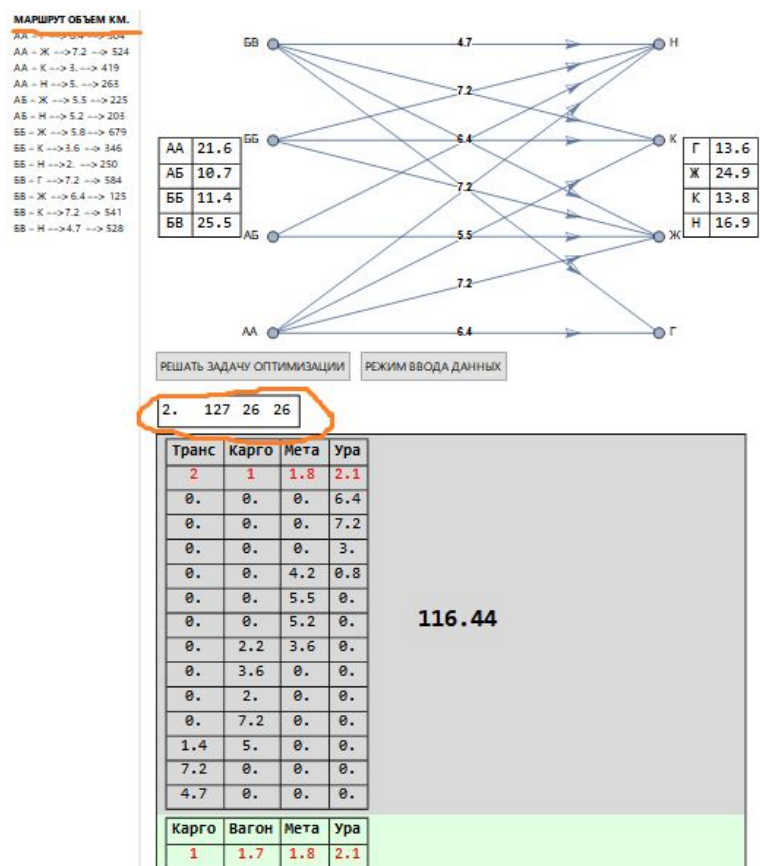 МАРШРУТ ОБЪЕМ КМ.
АА – Ж -->7.2 --> 524
АА – К -->3. --> 419
АА – Н -->5. --> 263
АБ – Ж --> 5.5 --> 225
АБ – Н --> 5.2 --> 203
ББ – Ж --> 5.8 --> 679
ББ – К -->3.6 --> 346
ББ – Н -->2. --> 250
БВ – Г -->7.2 --> 584
БВ – Ж --> 6.4 --> 125
БВ – К -->7.2 --> 541
БВ – Н -->4.7 --> 528
БВ 4.7 Н
7.2
ББ 6.4 К
7.2
АБ 5.5 Ж
7.2
АА 6.4 Г
АА 21.6
АБ 10.7
ББ 11.4
БВ 25.5
Г 13.6
Ж 24.9
К 13.8
Н 16.9
РЕШАТЬ ЗАДАЧУ ОПТИМИЗАЦИИ РЕЖИМ ВВОДА ДАННЫХ
2. 127 26 26
Транс Карго Мета Ура
2 1 1.8 2.1
0. 0. 0. 6.4
0. 0. 0. 7.2
0. 0. 0. 3.
0. 0. 4.2 0.8
0. 0. 5.5 0.
0. 0. 5.2 0.
0. 2.2 3.6 0.
0. 3.6 0. 0.
0. 2. 0. 0.
0. 7.2 0. 0.
1.4 5. 0. 0.
7.2 0. 0. 0.
4.7 0. 0. 0.
116.44
Карго Вагон Мета Ура
1 1.7 1.8 2.1